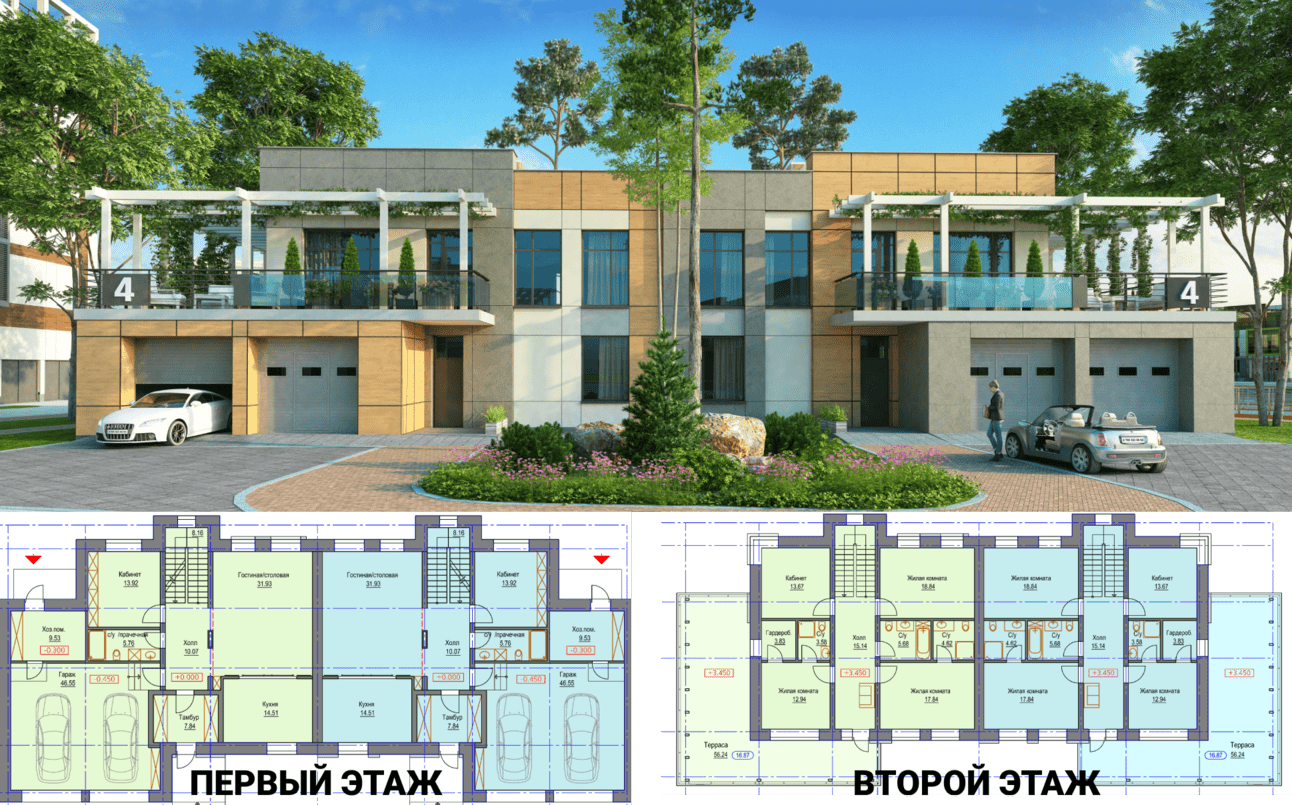 4
4
8.16
8.16
Кабинет
13.92
Гостиная/столовая
31.93
Гостиная/столовая
31.93
Кабинет
13.92
Хоз.пом.
9.53
-0.300
с/у /прачечная
5.76
Холл
10.07
Холл
10.07
с/у /прачечная
5.76
Хоз.пом.
9.53
-0.300
Гараж
46.55
-0.450
+0.000
+0.000
-0.450
Гараж
46.55
Тамбур
7.84
Кухня
14.51
Кухня
14.51
Тамбур
7.84
ПЕРВЫЙ ЭТАЖ
Кабинет
13.67
Жилая комната
18.84
Жилая комната
18.84
Кабинет
13.67
Гардероб.
3.83
С/у
3.58
Холл
15.14
С/у
5.68
С/у
4.62
С/у
4.62
С/у
5.68
Холл
15.14
С/у
3.58
Гардероб.
3.83
+3.450
+3.450
+3.450
+3.450
Жилая комната
12.94
Жилая комната
17.84
Жилая комната
17.84
Жилая комната
12.94
Терраса
56.24
16.87
16.87
Терраса
56.24
ВТОРОЙ ЭТАЖ